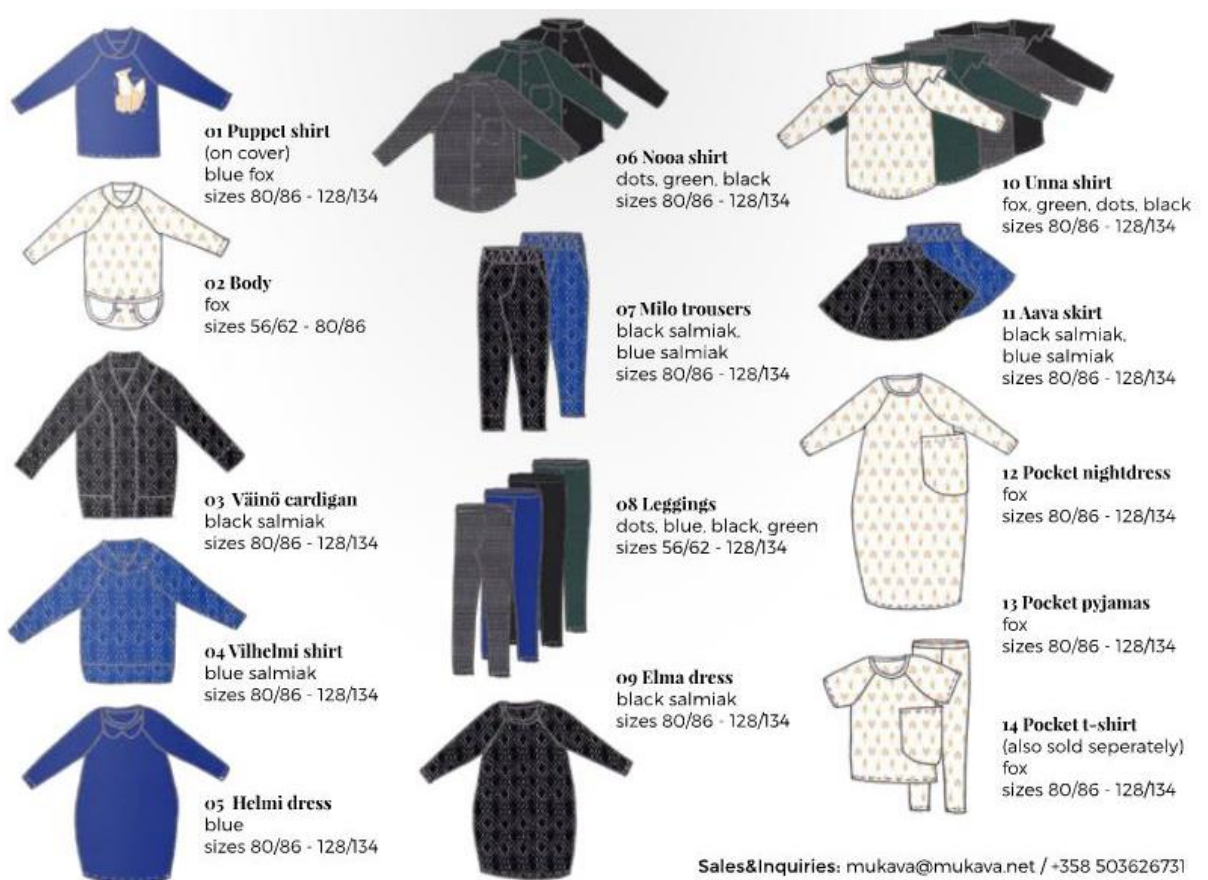 01 Puppet shirt
(on cover)
blue fox
sizes 80/86 - 128/134
02 Body
fox
sizes 56/62 - 80/86
03 Väinö cardigan
black salmiak
sizes 80/86 - 128/134
04 Vilhelmi shirt
blue salmiak
sizes 80/86 - 128/134
05 Helmi dress
blue
sizes 80/86 - 128/134
06 Nooa shirt
dots, green, black
sizes 80/86 - 128/134
07 Milo trousers
black salmiak,
blue salmiak
sizes 80/86 - 128/134
08 Leggings
dots, blue, black, green
sizes 56/62 - 128/134
09 Elma dress
black salmiak
sizes 80/86 - 128/134
10 Unna shirt
fox, green, dots, black
sizes 80/86 - 128/134
11 Aava skirt
black salmiak,
blue salmiak
sizes 80/86 - 128/134
12 Pocket nightdress
fox
sizes 80/86 - 128/134
13 Pocket pyjamas
fox
sizes 80/86 - 128/134
14 Pocket t-shirt
(also sold seperately)
fox
sizes 80/86 - 128/134
Sales&Inquiries: mukava@mukava.net / +358 503626731